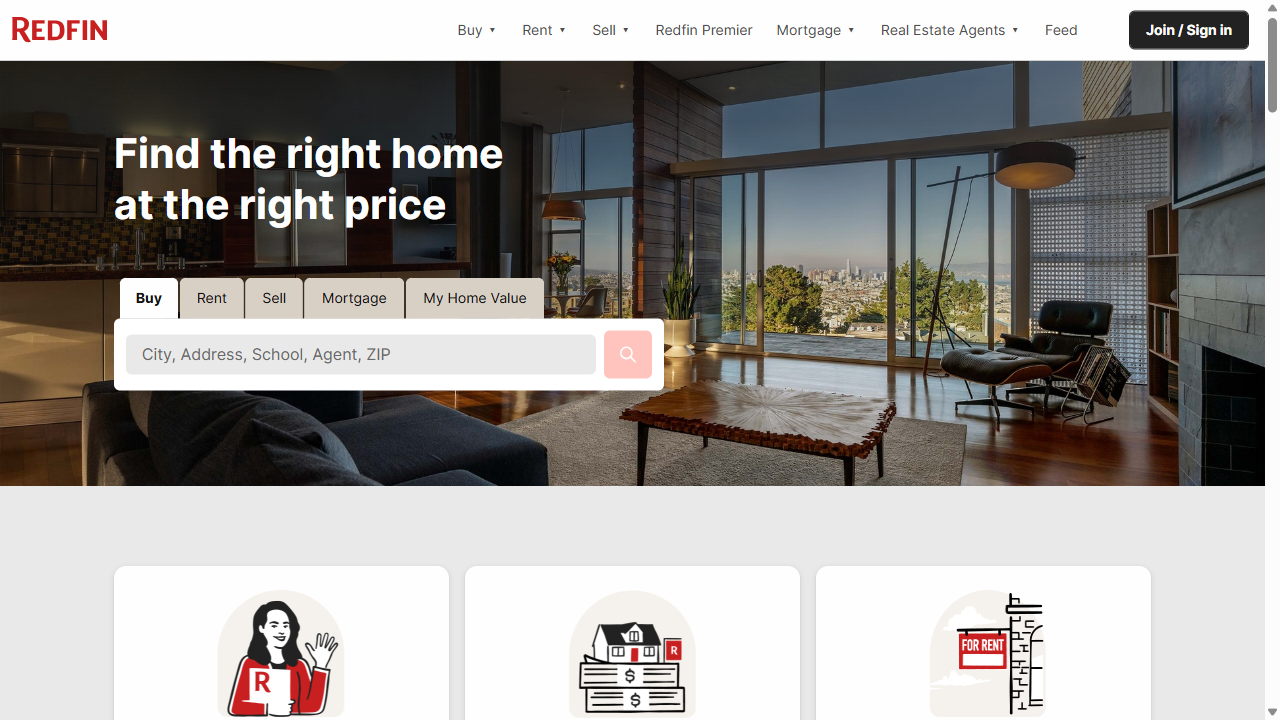 REDFIN
Buy ▼ Rent ▼ Sell ▼ Redfin Premier Mortgage ▼ Real Estate Agents ▼ Feed Join / Sign in
Find the right home
at the right price
Buy Rent Sell Mortgage My Home Value
City, Address, School, Agent, ZIP
R
R
$
$
FOR RENT